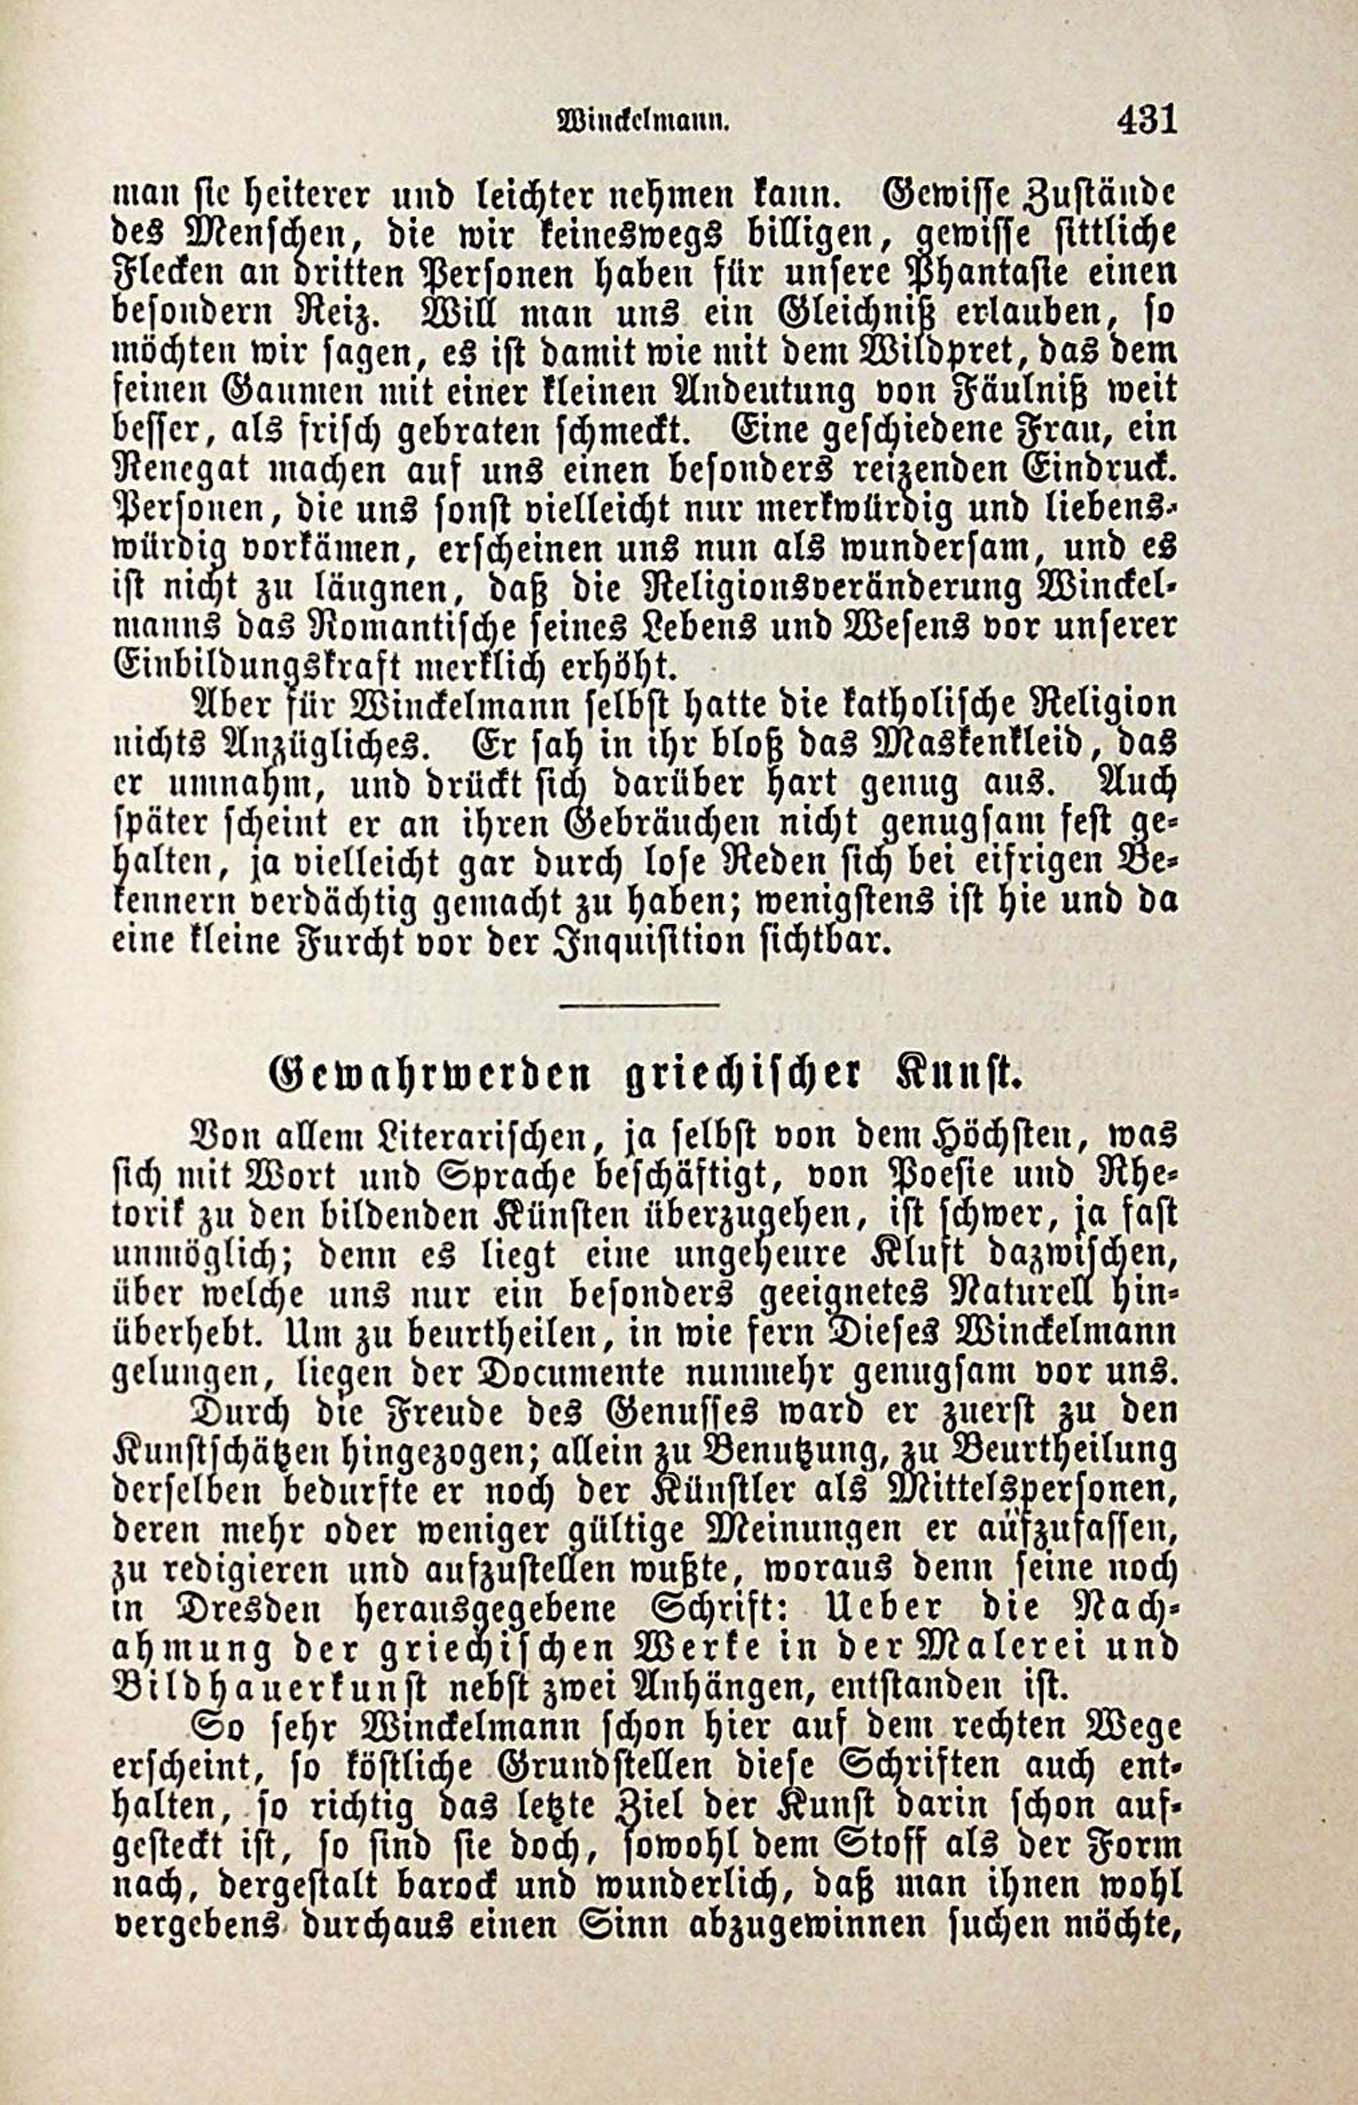 Winckelmann. 431
man sie heiterer und leichter nehmen kann. Gewisse Zustände
des Menschen, die wir keineswegs billigen, gewisse sittliche
Flecken an dritten Personen haben für unsere Phantasie einen
besondern Reiz. Will man uns ein Gleichniß erlauben, so
möchten wir sagen, es ist damit wie mit dem Wildpret, das dem
feinen Gaumen mit einer kleinen Andeutung von Fäulniß weit
besser, als frisch gebraten schmeckt. Eine geschiedene Frau, ein
Renegat machen auf uns einen besonders reizenden Eindruck.
Personen, die uns sonst vielleicht nur merkwürdig und liebens-
würdig vorkämen, erscheinen uns nun als wundersam, und es
ist nicht zu läugnen, daß die Religionsveränderung Winckel-
manns das Romantische seines Lebens und Wesens vor unserer
Einbildungskraft merklich erhöht.
Aber für Winckelmann selbst hatte die katholische Religion
nichts Anzügliches. Er sah in ihr bloß das Maskenkleid, das
er umnahm, und drückt sich darüber hart genug aus. Auch
später scheint er an ihren Gebräuchen nicht genugsam fest ge-
halten, ja vielleicht gar durch lose Reden sich bei eifrigen Be-
kennern verdächtig gemacht zu haben; wenigstens ist hie und da
eine kleine Furcht vor der Inquisition sichtbar.
Gewahrwerden griechischer Kunst.
Von allem Literarischen, ja selbst von dem Höchsten, was
sich mit Wort und Sprache beschäftigt, von Poesie und Rhe-
torik zu den bildenden Künsten überzugehen, ist schwer, ja fast
unmöglich; denn es liegt eine ungeheure Kluft dazwischen,
über welche uns nur ein besonders geeignetes Naturell hin-
überhebt. Um zu beurtheilen, in wie fern Dieses Winckelmann
gelungen, liegen der Documente nunmehr genugsam vor uns.
Durch die Freude des Genusses ward er zuerst zu den
Kunstschätzen hingezogen; allein zu Benutzung, zu Beurtheilung
derselben bedurfte er noch der Künstler als Mittelspersonen,
deren mehr oder weniger gültige Meinungen er aufzufassen,
zu redigieren und aufzustellen wußte, woraus denn seine noch
in Dresden herausgegebene Schrift: Ueber die Nach-
ahmung der griechischen Werke in der Malerei und
Bildhauerkunst nebst zwei Anhängen, entstanden ist.
So sehr Winckelmann schon hier auf dem rechten Wege
erscheint, so köstliche Grundstellen diese Schriften auch ent-
halten, so richtig das letzte Ziel der Kunst darin schon auf-
gesteckt ist, so sind sie doch, sowohl dem Stoff als der Form
nach, dergestalt barock und wunderlich, daß man ihnen wohl
vergebens durchaus einen Sinn abzugewinnen suchen möchte,